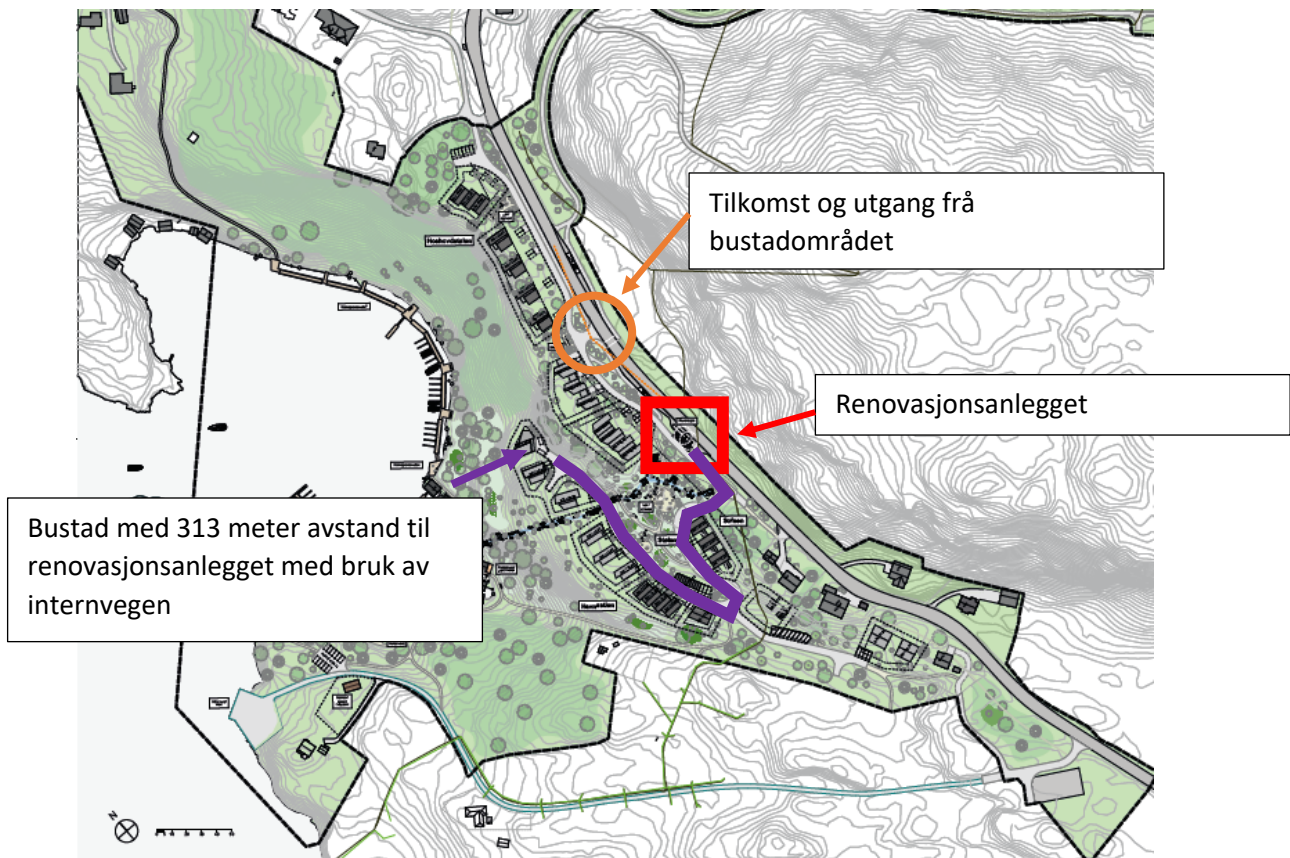 Tilkomst og utgang frå
bustadområdet
Renovasjonsanlegget
Bustad med 313 meter avstand til
renovasjonsanlegget med bruk av
internvegen
N